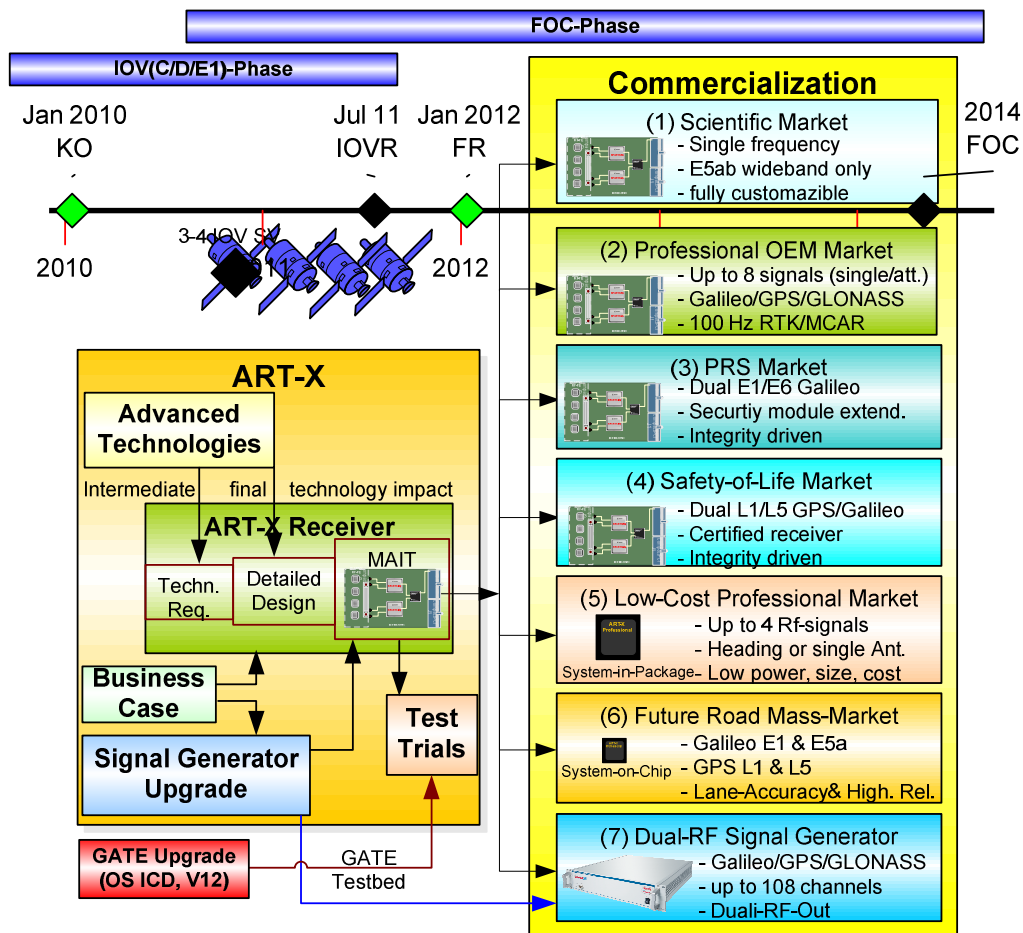 FOC-Phase
IOV(C/D/E1)-Phase
Jan 2010
KO
Jul 11
IOVR
Jan 2012
FR
2014
FOC
2010
3-4 IOV SV
2012
Commercialization
(1) Scientific Market
- Single frequency
- E5ab wideband only
- fully customazible
(2) Professional OEM Market
- Up to 8 signals (single/att.)
- Galileo/GPS/GLONASS
- 100 Hz RTK/MCAR
(3) PRS Market
- Dual E1/E6 Galileo
- Securtiy module extend.
- Integrity driven
(4) Safety-of-Life Market
- Dual L1/L5 GPS/Galileo
- Certified receiver
- Integrity driven
(5) Low-Cost Professional Market
- Up to 4 Rf-signals
- Heading or single Ant.
- Low power, size, cost
ART-X
Professional
System-in-Package
(6) Future Road Mass-Market
- Galileo E1 & E5a
- GPS L1 & L5
- Lane-Accuracy& High. Rel.
System-on-Chip
(7) Dual-RF Signal Generator
- Galileo/GPS/GLONASS
- up to 108 channels
- Duali-RF-Out
ART-X
Advanced
Technologies
Intermediate final technology impact
ART-X Receiver
Techn.
Req.
Detailed
Design
MAIT
Business
Case
Signal Generator
Upgrade
Test
Trials
GATE Upgrade
(OS ICD, V12)
GATE
Testbed